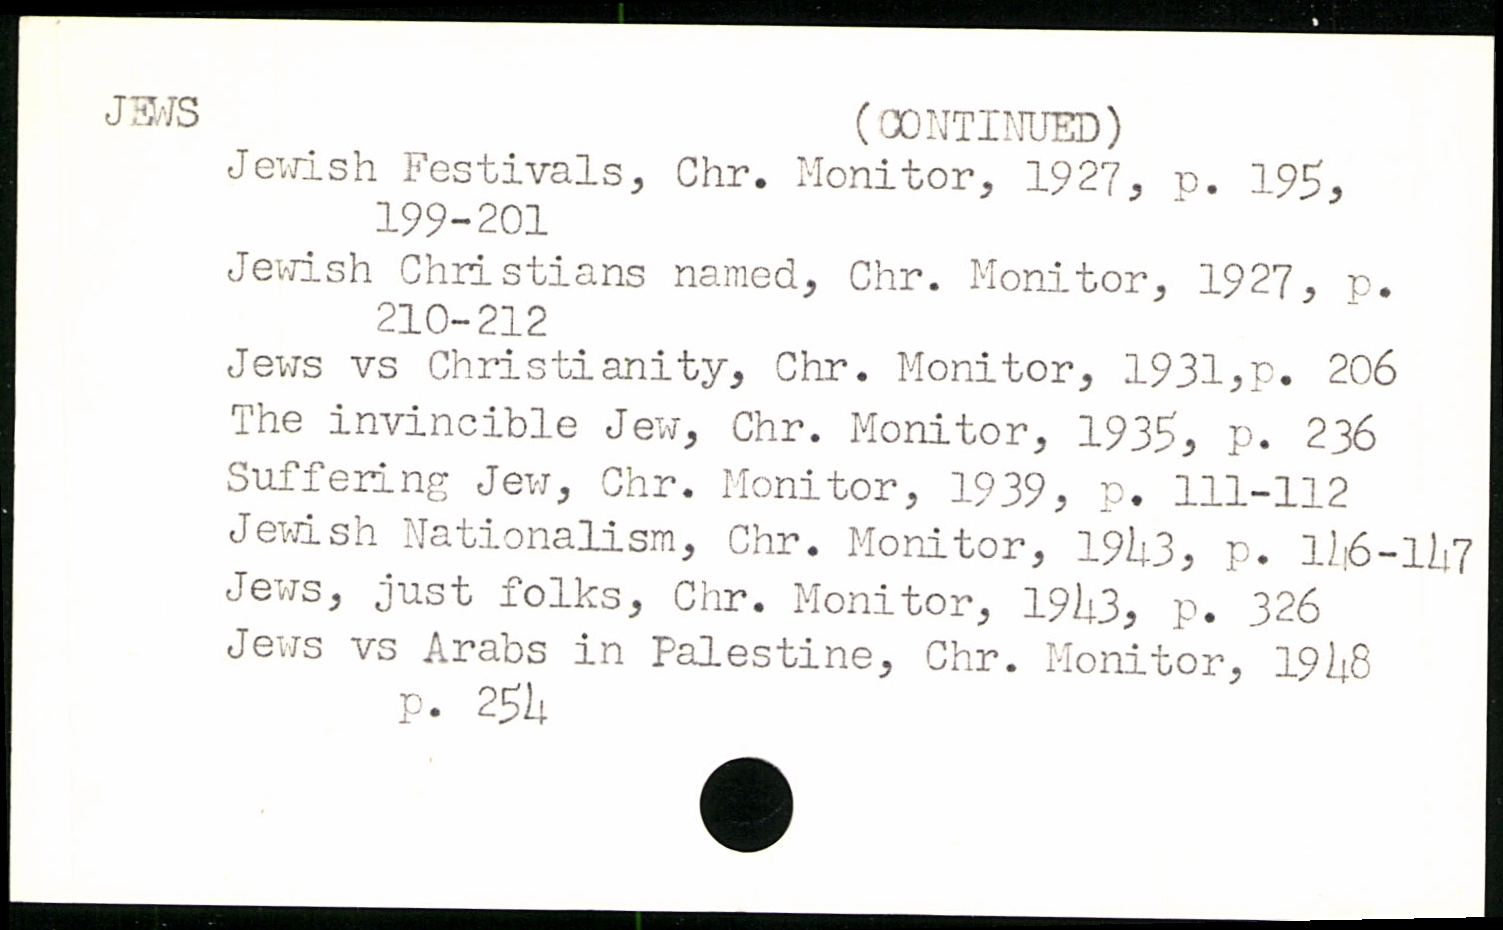 JEWS (CONTINUED)
Jewish Festivals, Chr. Monitor, 1927, p. 195,
199-201
Jewish Christians named, Chr. Monitor, 1927, p.
210-212
Jews vs Christianity, Chr. Monitor, 1931,p. 206
The invincible Jew, Chr. Monitor, 1935, p. 236
Suffering Jew, Chr. Monitor, 1939, p. 111-112
Jewish Nationalism, Chr. Monitor, 1943, p. 146-147
Jews, just folks, Chr. Monitor, 1943, p. 326
Jews vs Arabs in Palestine, Chr. Monitor, 1948
p. 254